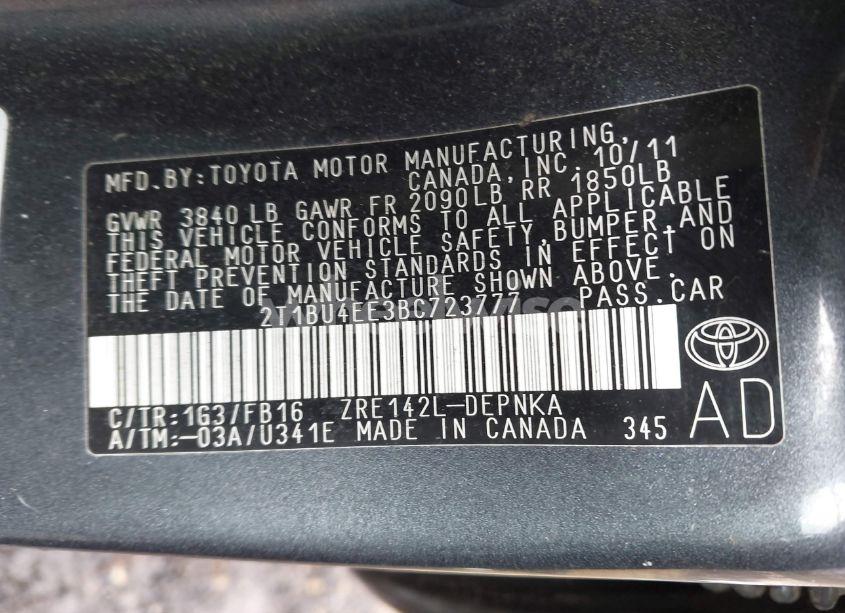 MFD.BY:TOYOTA MOTOR MANUFACTURING,
CANADA,INC. 10/11
GVWR 3840 LB GAWR FR 2090LB RR 1850LB
THIS VEHICLE CONFORMS TO ALL APPLICABLE
FEDERAL MOTOR VEHICLE SAFETY,BUMPER,AND
THEFT PREVENTION STANDARDS IN EFFECT ON
THE DATE OF MANUFACTURE SHOWN ABOVE.
2T1BU4EE3BC723777 PASS.CAR
C/TR:1G3/FB16 ZRE142L-DEPNKA
A/TM:-03A/U341E MADE IN CANADA 345
AD